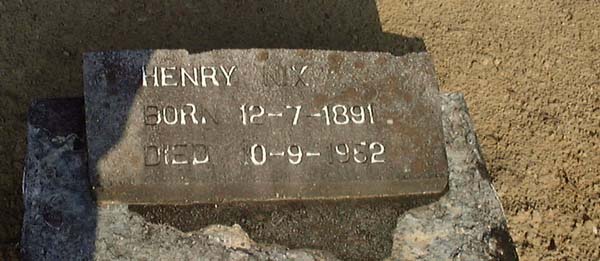 HENRY NIX
BORN 12-7-1891
DIED 10-9-1962